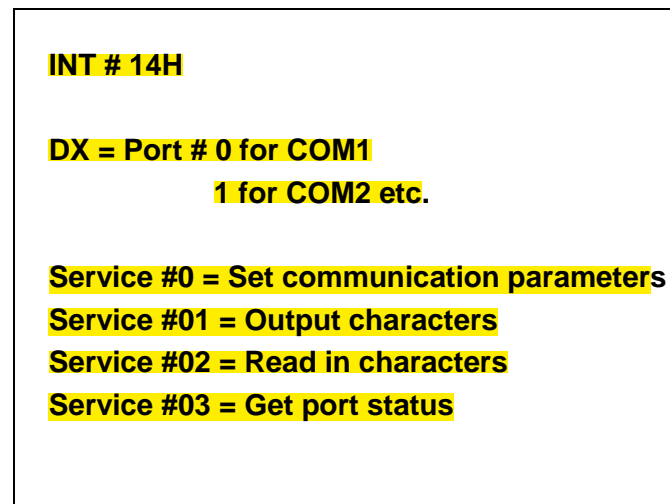 INT # 14H
DX = Port # 0 for COM1
1 for COM2 etc.
Service #0 = Set communication parameters
Service #01 = Output characters
Service #02 = Read in characters
Service #03 = Get port status